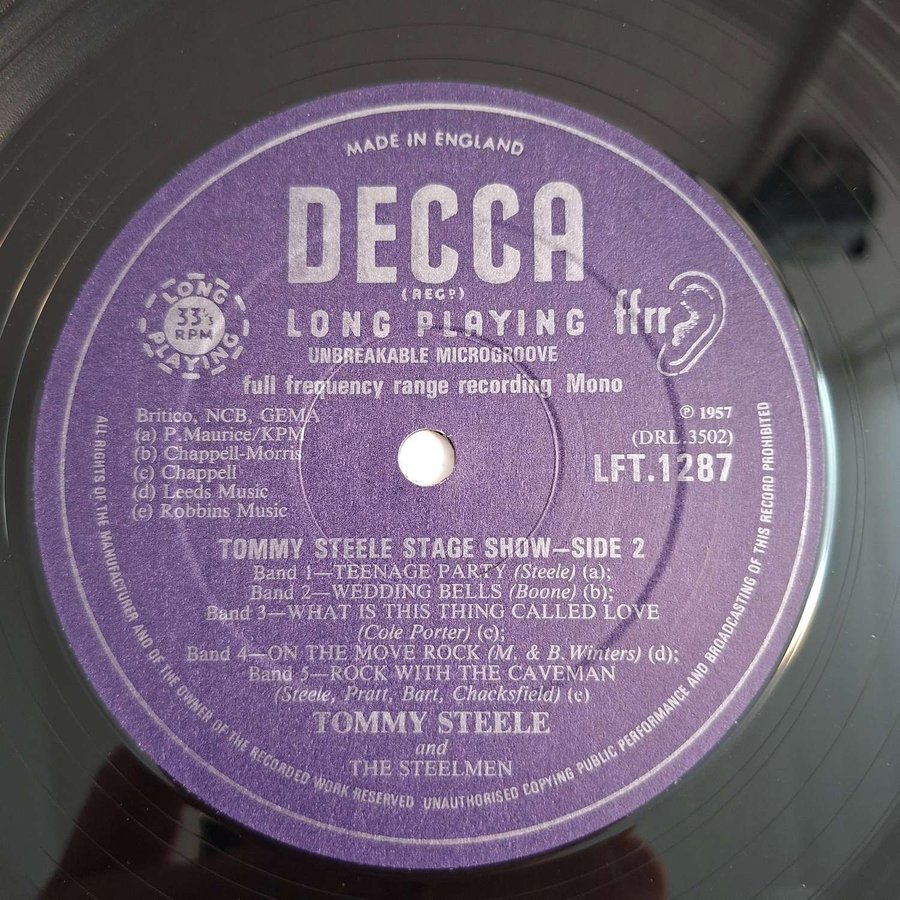 MADE IN ENGLAND
DECCA
(REGD)
LONG PLAYING
ffrr
LONG
33⅓
RPM
PLAYING
UNBREAKABLE MICROGROOVE
full frequency range recording Mono
Britico, NCB, GEMA
(a) P.Maurice/KPM
(b) Chappell-Morris
(c) Chappell
(d) Leeds Music
(e) Robbins Music
℗ 1957
(DRL.3502)
LFT.1287
TOMMY STEELE STAGE SHOW—SIDE 2
Band 1—TEENAGE PARTY (Steele) (a);
Band 2—WEDDING BELLS (Boone) (b);
Band 3—WHAT IS THIS THING CALLED LOVE
(Cole Porter) (c);
Band 4—ON THE MOVE ROCK (M. & B. Winters) (d);
Band 5—ROCK WITH THE CAVEMAN
(Steele, Pratt, Bart, Chacksfield) (e)
TOMMY STEELE
and
THE STEELMEN
ALL RIGHTS OF THE MANUFACTURER AND OF THE OWNER OF THE RECORDED WORK RESERVED UNAUTHORISED COPYING PUBLIC PERFORMANCE AND BROADCASTING OF THIS RECORD PROHIBITED